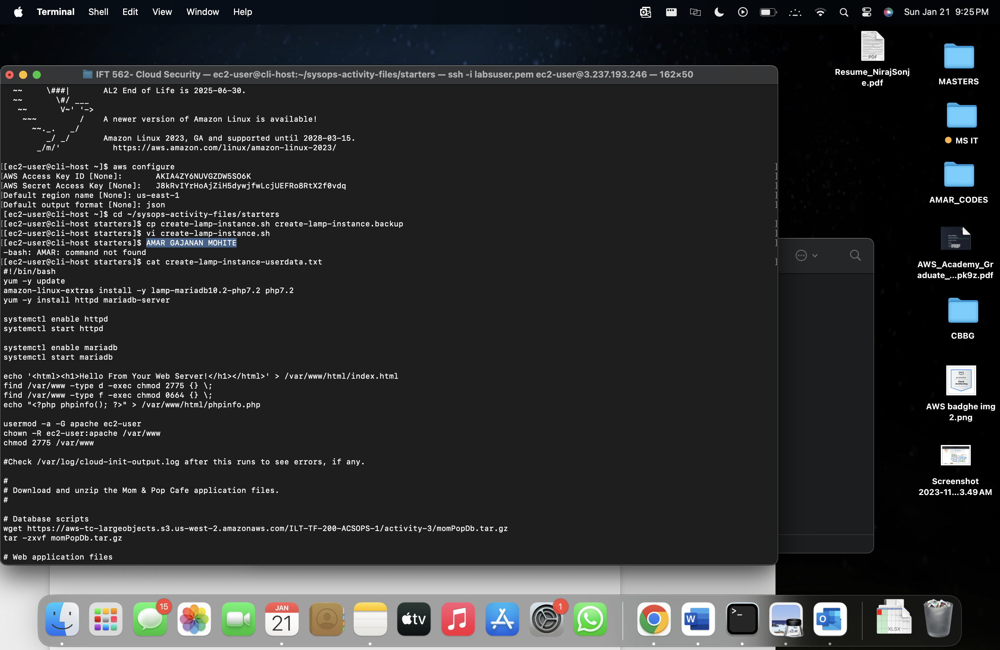 Terminal Shell Edit View Window Help Sun Jan 21 9:25 PM
PDF
Resume_NirajSonj
e.pdf
MASTERS
MS IT
AMAR_CODES
PDF
AWS_Academy_Gr
aduate_...pk9z.pdf
CBBG
aws
ACADEMY
Cloud
Architecting
AWS badghe img
2.png
Screenshot
2023-11...3.49 AM
IFT 562- Cloud Security — ec2-user@cli-host:~/sysops-activity-files/starters — ssh -i labsuser.pem ec2-user@3.237.193.246 — 162×50
~~ \###| AL2 End of Life is 2025-06-30.
~~ \#/ ___
~~ V~' '->
~~~ / A newer version of Amazon Linux is available!
~~._. _/
_/ _/ Amazon Linux 2023, GA and supported until 2028-03-15.
_/m/' https://aws.amazon.com/linux/amazon-linux-2023/
[[ec2-user@cli-host ~]$ aws configure ]
[AWS Access Key ID [None]: AKIA4ZY6NUVGZDW5SO6K ]
[AWS Secret Access Key [None]: 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 ]
[Default region name [None]: us-east-1 ]
[Default output format [None]: json ]
[ec2-user@cli-host ~]$ cd ~/sysops-activity-files/starters
[[ec2-user@cli-host starters]$ cp create-lamp-instance.sh create-lamp-instance.backup ]
[[ec2-user@cli-host starters]$ vi create-lamp-instance.sh ]
[[ec2-user@cli-host starters]$ AMAR GAJANAN MOHITE ]
-bash: AMAR: command not found
[[ec2-user@cli-host starters]$ cat create-lamp-instance-userdata.txt ]
#!/bin/bash
yum -y update
amazon-linux-extras install -y lamp-mariadb10.2-php7.2 php7.2
yum -y install httpd mariadb-server
systemctl enable httpd
systemctl start httpd
systemctl enable mariadb
systemctl start mariadb
echo '<html><h1>Hello From Your Web Server!</h1></html>' > /var/www/html/index.html
find /var/www -type d -exec chmod 2775 {} \;
find /var/www -type f -exec chmod 0664 {} \;
echo "<?php phpinfo(); ?>" > /var/www/html/phpinfo.php
usermod -a -G apache ec2-user
chown -R ec2-user:apache /var/www
chmod 2775 /var/www
#Check /var/log/cloud-init-output.log after this runs to see errors, if any.
#
# Download and unzip the Mom & Pop Cafe application files.
#
# Database scripts
wget https://aws-tc-largeobjects.s3.us-west-2.amazonaws.com/ILT-TF-200-ACSOPS-1/activity-3/momPopDb.tar.gz
tar -zxvf momPopDb.tar.gz
# Web application files
15
JAN
21
tv
1
W
>_
O
XLSX